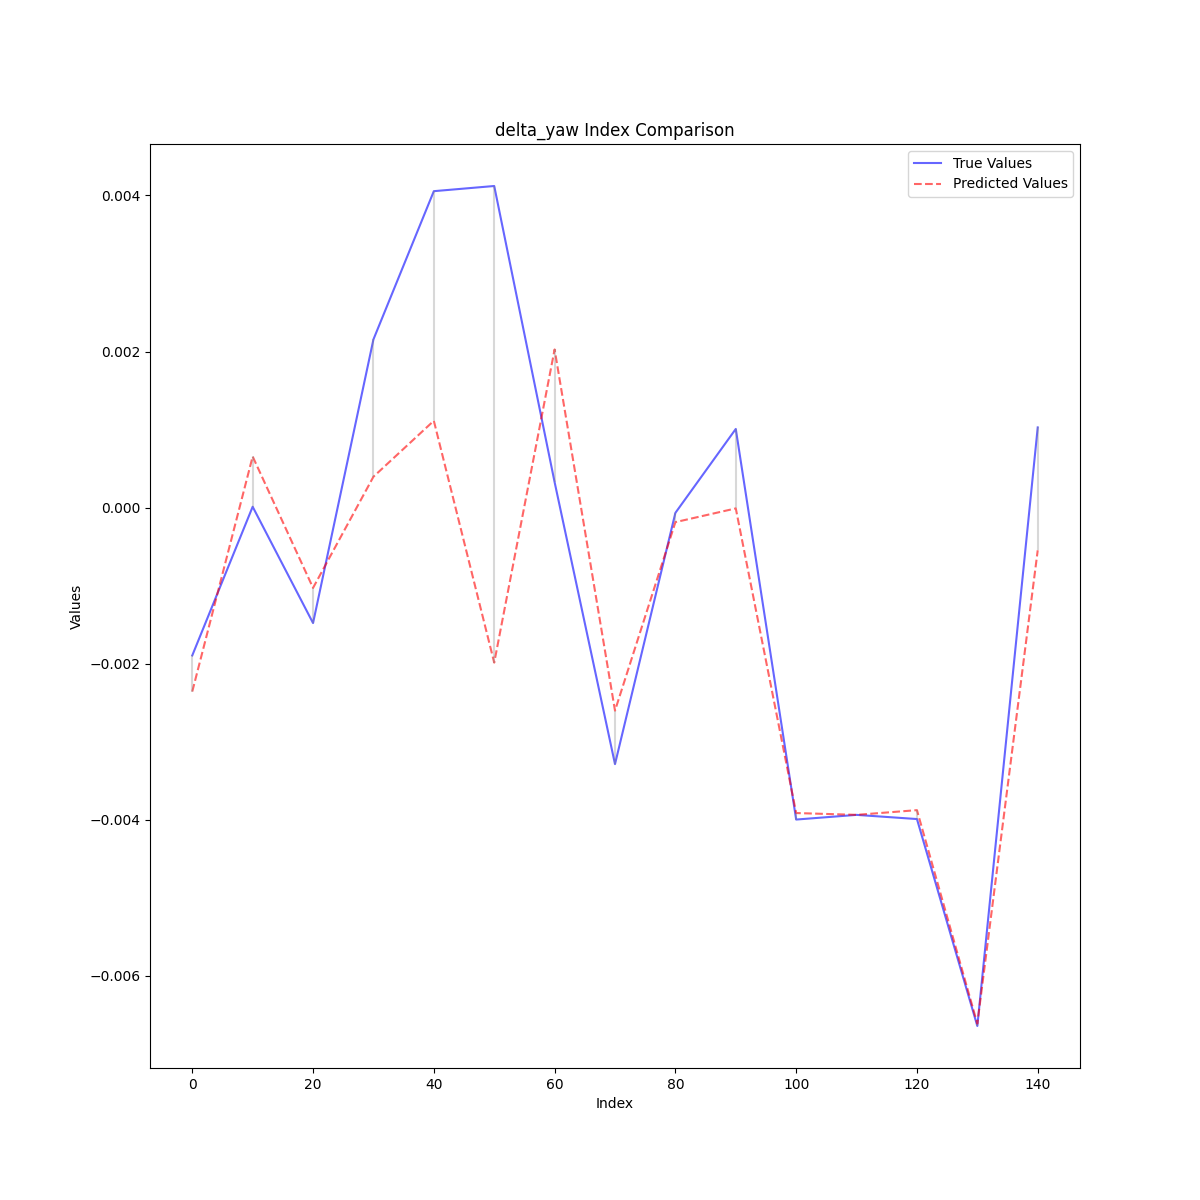 delta_yaw Index Comparison
True Values
Predicted Values
0.004
0.002
0.000
−0.002
−0.004
−0.006
Values
0 20 40 60 80 100 120 140
Index